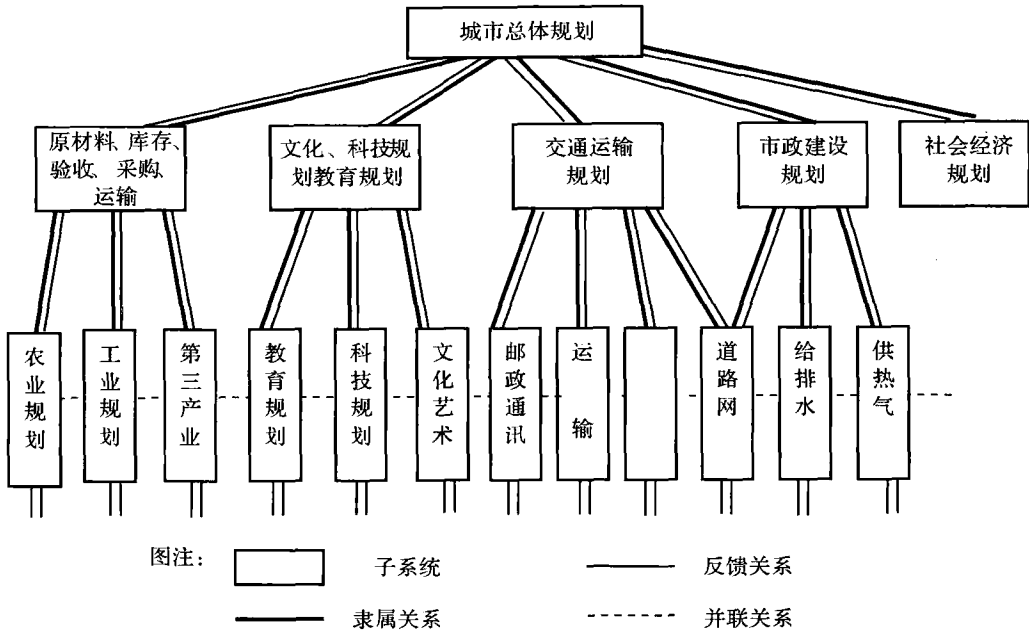 城市总体规划
原材料、库存、
验收、采购、
运输
文化、科技规
划教育规划
交通运输
规划
市政建设
规划
社会经济
规划
农业规划
工业规划
第三产业
教育规划
科技规划
文化艺术
邮政通讯
运输
道路网
给排水
供热气
图注：
子系统
反馈关系
隶属关系
并联关系